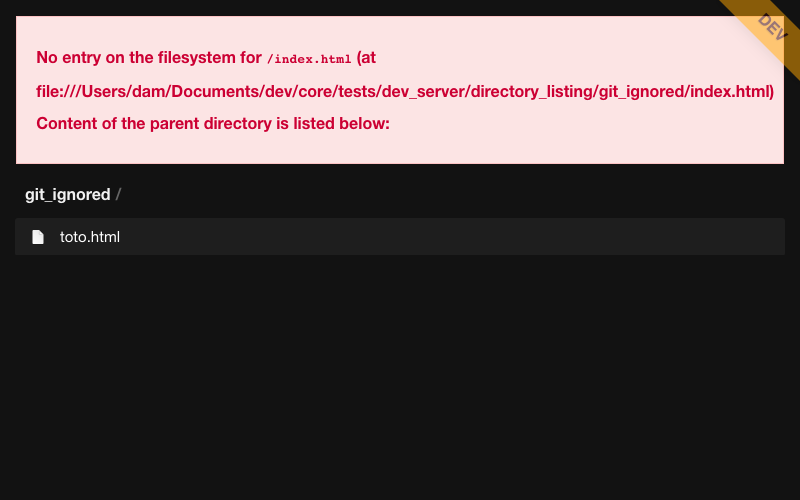 DEV
No entry on the filesystem for /index.html (at
file:///Users/dam/Documents/dev/core/tests/dev_server/directory_listing/git_ignored/index.html)
Content of the parent directory is listed below:
git_ignored /
toto.html